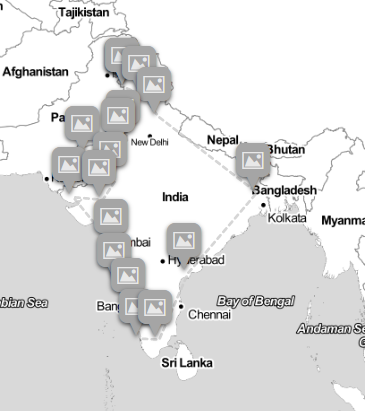 Tajikistan
Afghanistan
Pa
New Delhi
Nepal
Bhutan
India
Bangladesh
Kolkata
Myanma
mbai
Hyderabad
bian Sea
Bang
Bay of Bengal
Chennai
Andaman Se
Sri Lanka